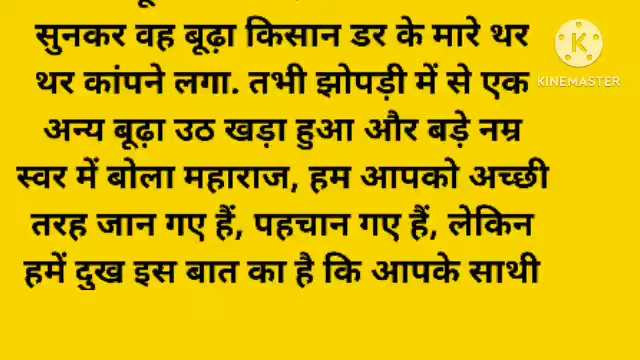 सुनकर वह बूढ़ा किसान डर के मारे थर
थर कांपने लगा. तभी झोपड़ी में से एक
अन्य बूढ़ा उठ खड़ा हुआ और बड़े नम्र
स्वर में बोला महाराज, हम आपको अच्छी
तरह जान गए हैं, पहचान गए हैं, लेकिन
हमें दुख इस बात का है कि आपके साथी
K
KINEMASTER